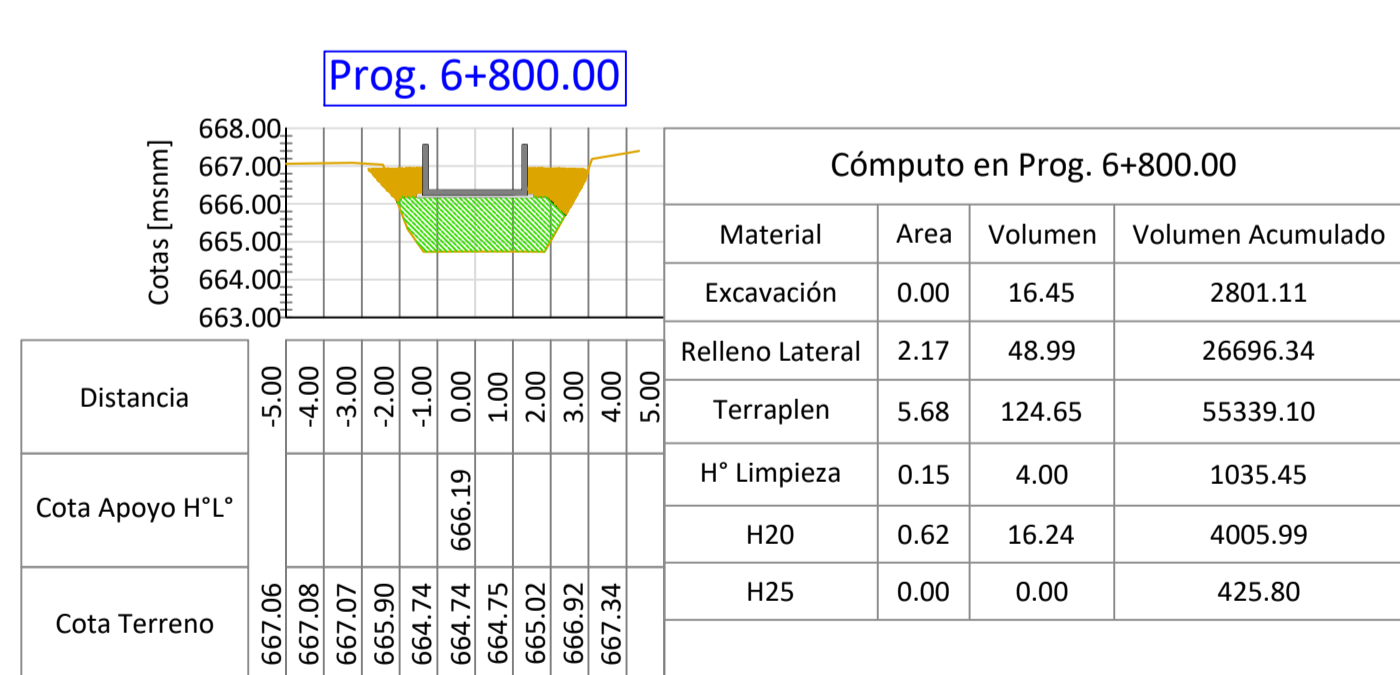 Prog. 6+800.00
Cotas [msnm]
668.00
667.00
666.00
665.00
664.00
663.00
Distancia
-5.00 -4.00 -3.00 -2.00 -1.00 0.00 1.00 2.00 3.00 4.00 5.00
Cota Apoyo H°L°
666.19
Cota Terreno
667.06 667.08 667.07 665.90 664.74 664.74 664.75 665.02 666.92 667.34
Cómputo en Prog. 6+800.00
Material Area Volumen Volumen Acumulado
Excavación 0.00 16.45 2801.11
Relleno Lateral 2.17 48.99 26696.34
Terraplen 5.68 124.65 55339.10
H° Limpieza 0.15 4.00 1035.45
H20 0.62 16.24 4005.99
H25 0.00 0.00 425.80